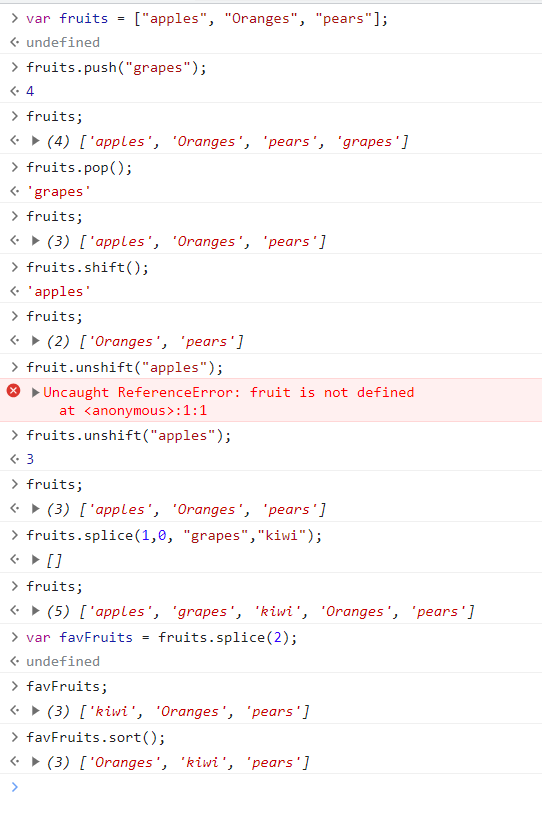 var fruits = ["apples", "Oranges", "pears"];
undefined
fruits.push("grapes");
4
fruits;
(4) ['apples', 'Oranges', 'pears', 'grapes']
fruits.pop();
'grapes'
fruits;
(3) ['apples', 'Oranges', 'pears']
fruits.shift();
'apples'
fruits;
(2) ['Oranges', 'pears']
fruit.unshift("apples");
Uncaught ReferenceError: fruit is not defined
at <anonymous>:1:1
fruits.unshift("apples");
3
fruits;
(3) ['apples', 'Oranges', 'pears']
fruits.splice(1,0, "grapes","kiwi");
[]
fruits;
(5) ['apples', 'grapes', 'kiwi', 'Oranges', 'pears']
var favFruits = fruits.splice(2);
undefined
favFruits;
(3) ['kiwi', 'Oranges', 'pears']
favFruits.sort();
(3) ['Oranges', 'kiwi', 'pears']